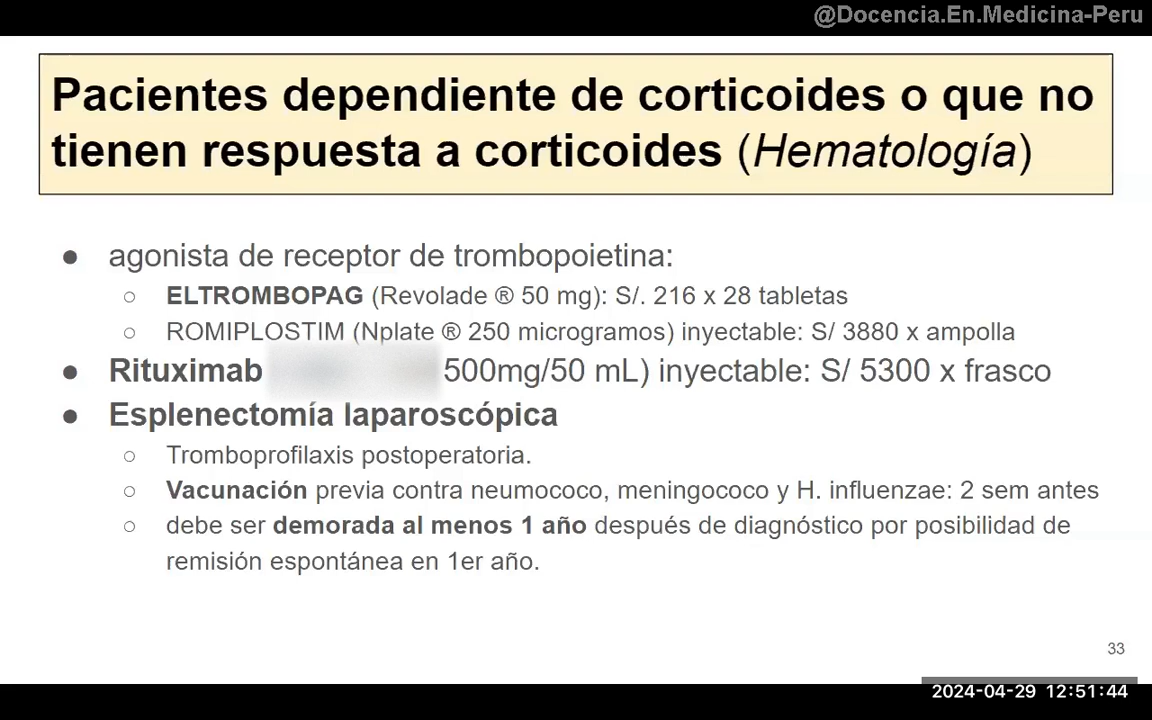 @Docencia.En.Medicina-Peru
Pacientes dependiente de corticoides o que no
tienen respuesta a corticoides (Hematología)
● agonista de receptor de trombopoietina:
○ ELTROMBOPAG (Revolade ® 50 mg): S/. 216 x 28 tabletas
○ ROMIPLOSTIM (Nplate ® 250 microgramos) inyectable: S/ 3880 x ampolla
● Rituximab 500mg/50 mL) inyectable: S/ 5300 x frasco
● Esplenectomía laparoscópica
○ Tromboprofilaxis postoperatoria.
○ Vacunación previa contra neumococo, meningococo y H. influenzae: 2 sem antes
○ debe ser demorada al menos 1 año después de diagnóstico por posibilidad de
remisión espontánea en 1er año.
33
2024-04-29 12:51:44